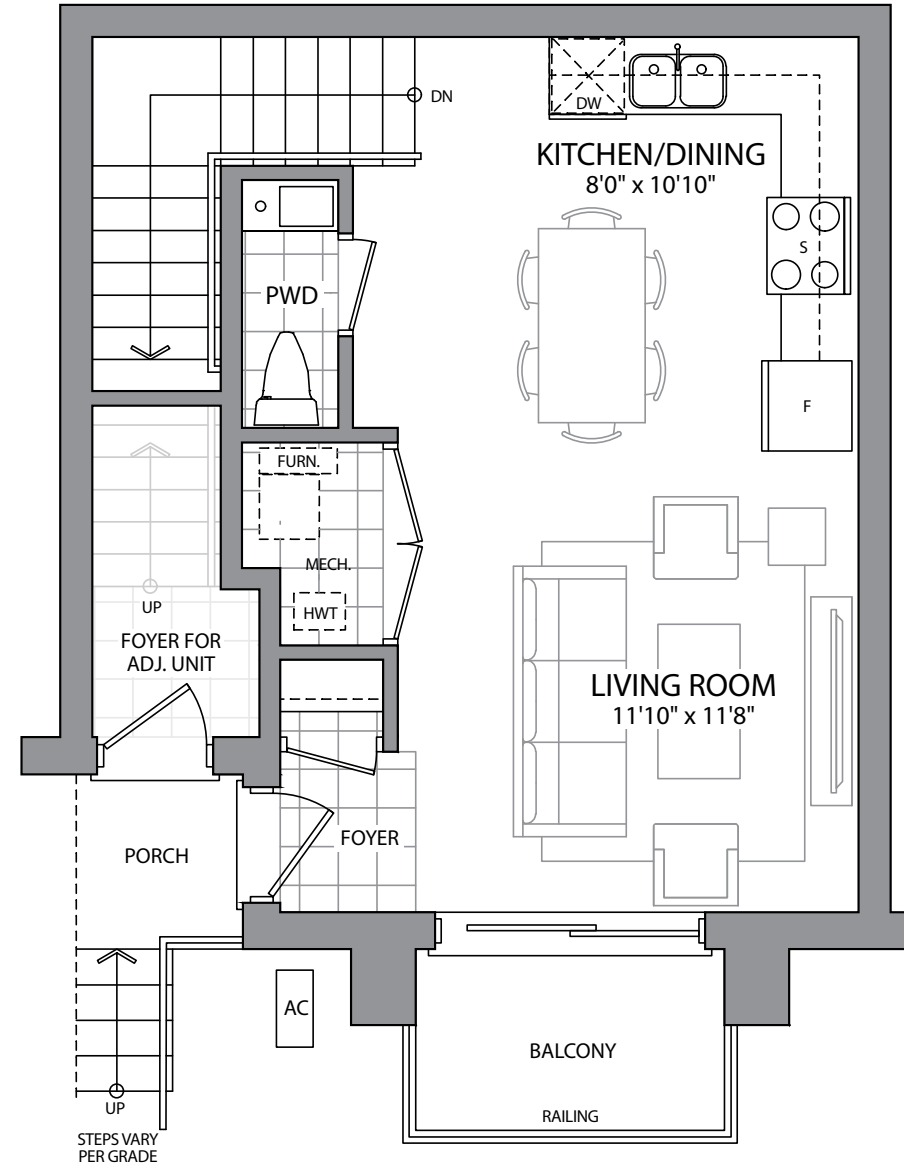 DN
DW
KITCHEN/DINING
8'0" x 10'10"
S
PWD
F
FURN.
MECH.
HWT
UP
FOYER FOR
ADJ. UNIT
LIVING ROOM
11'10" x 11'8"
FOYER
PORCH
AC
BALCONY
RAILING
UP
STEPS VARY
PER GRADE